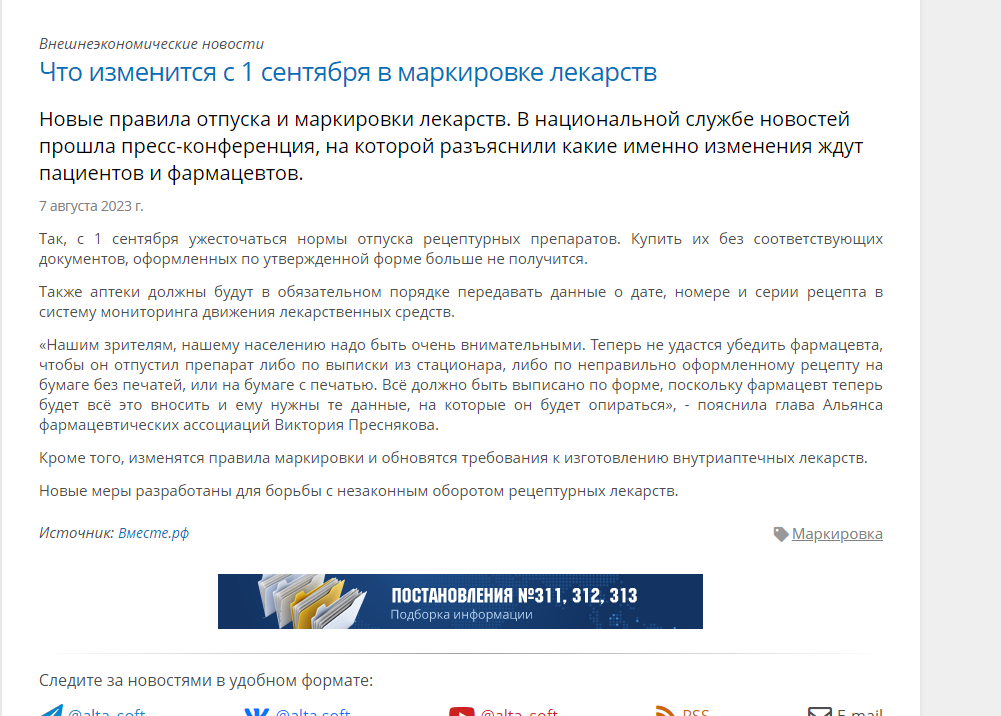 Внешнеэкономические новости
Что изменится с 1 сентября в маркировке лекарств
Новые правила отпуска и маркировки лекарств. В национальной службе новостей
прошла пресс-конференция, на которой разъяснили какие именно изменения ждут
пациентов и фармацевтов.
7 августа 2023 г.
Так, с 1 сентября ужесточаться нормы отпуска рецептурных препаратов. Купить их без соответствующих
документов, оформленных по утвержденной форме больше не получится.
Также аптеки должны будут в обязательном порядке передавать данные о дате, номере и серии рецепта в
систему мониторинга движения лекарственных средств.
«Нашим зрителям, нашему населению надо быть очень внимательными. Теперь не удастся убедить фармацевта,
чтобы он отпустил препарат либо по выписки из стационара, либо по неправильно оформленному рецепту на
бумаге без печатей, или на бумаге с печатью. Всё должно быть выписано по форме, поскольку фармацевт теперь
будет всё это вносить и ему нужны те данные, на которые он будет опираться», - пояснила глава Альянса
фармацевтических ассоциаций Виктория Преснякова.
Кроме того, изменятся правила маркировки и обновятся требования к изготовлению внутриаптечных лекарств.
Новые меры разработаны для борьбы с незаконным оборотом рецептурных лекарств.
Источник: Вместе.рф
Маркировка
ПОСТАНОВЛЕНИЯ №311, 312, 313
Подборка информации
Следите за новостями в удобном формате:
@alta_soft @alta_soft @alta_soft RSS E-mail